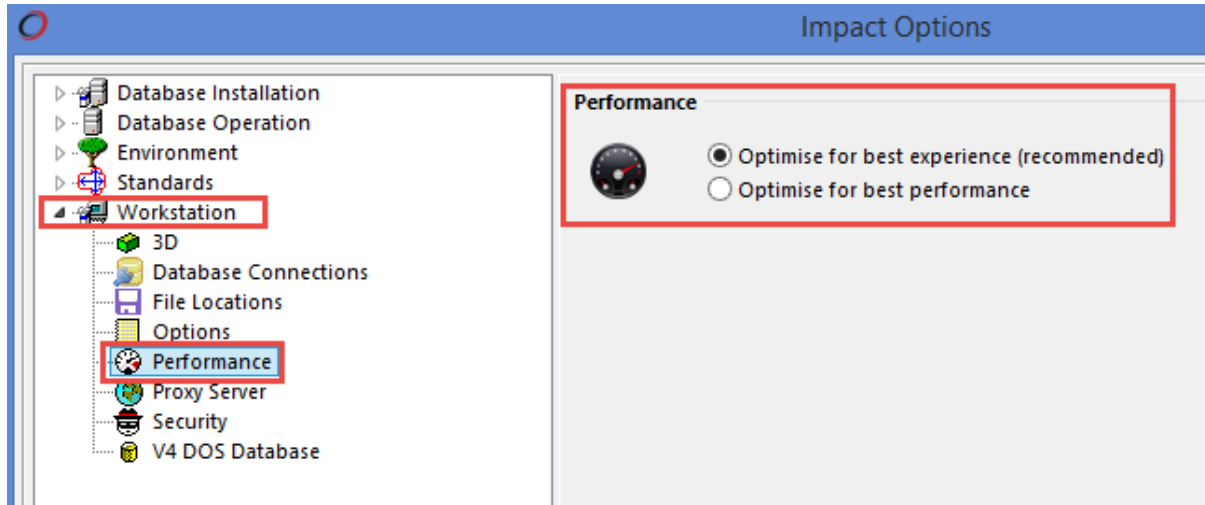 Impact Options
Database Installation
Database Operation
Environment
Standards
Workstation
3D
Database Connections
File Locations
Options
Performance
Proxy Server
Security
V4 DOS Database
Performance
Optimise for best experience (recommended)
Optimise for best performance